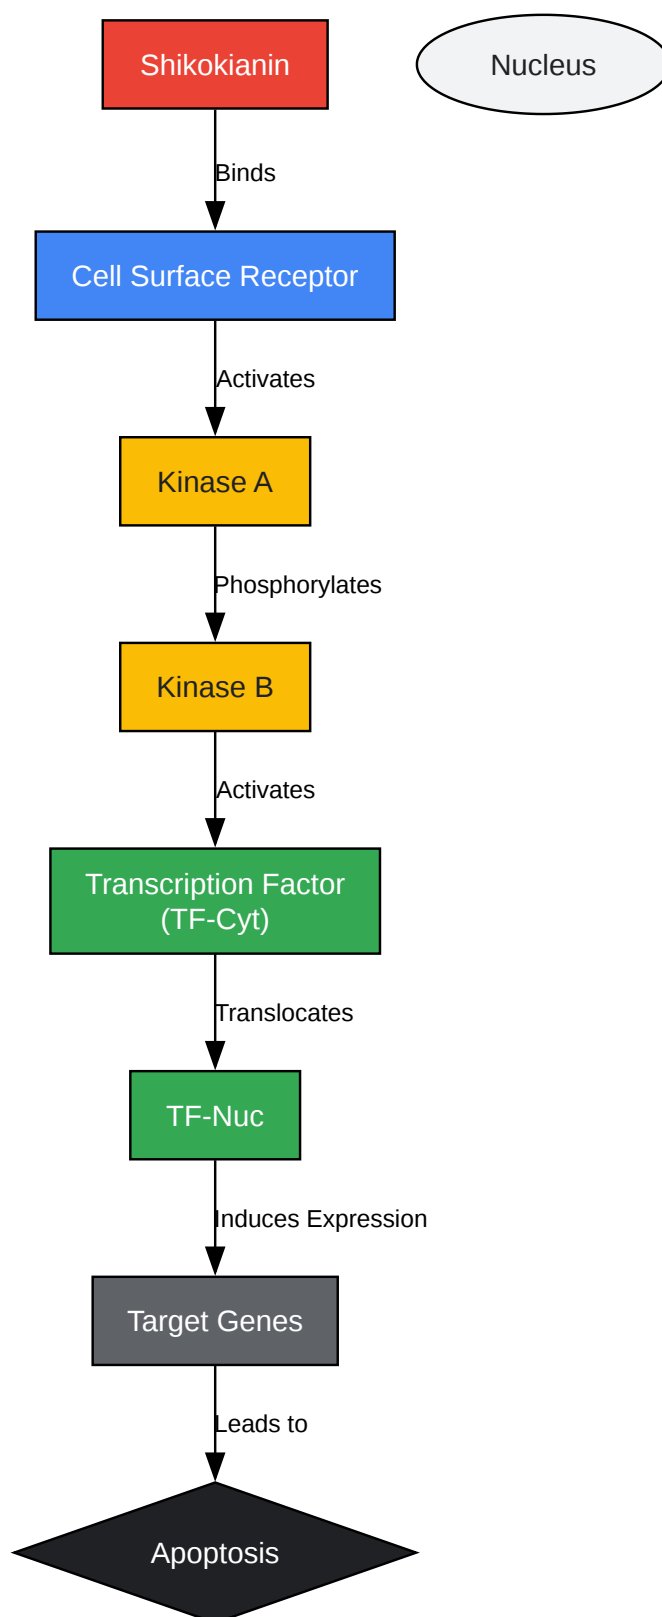 Shikokianin
Nucleus
Binds
Cell Surface Receptor
Activates
Kinase A
Phosphorylates
Kinase B
Activates
Transcription Factor
(TF-Cyt)
Translocates
TF-Nuc
Induces Expression
Target Genes
Leads to
Apoptosis